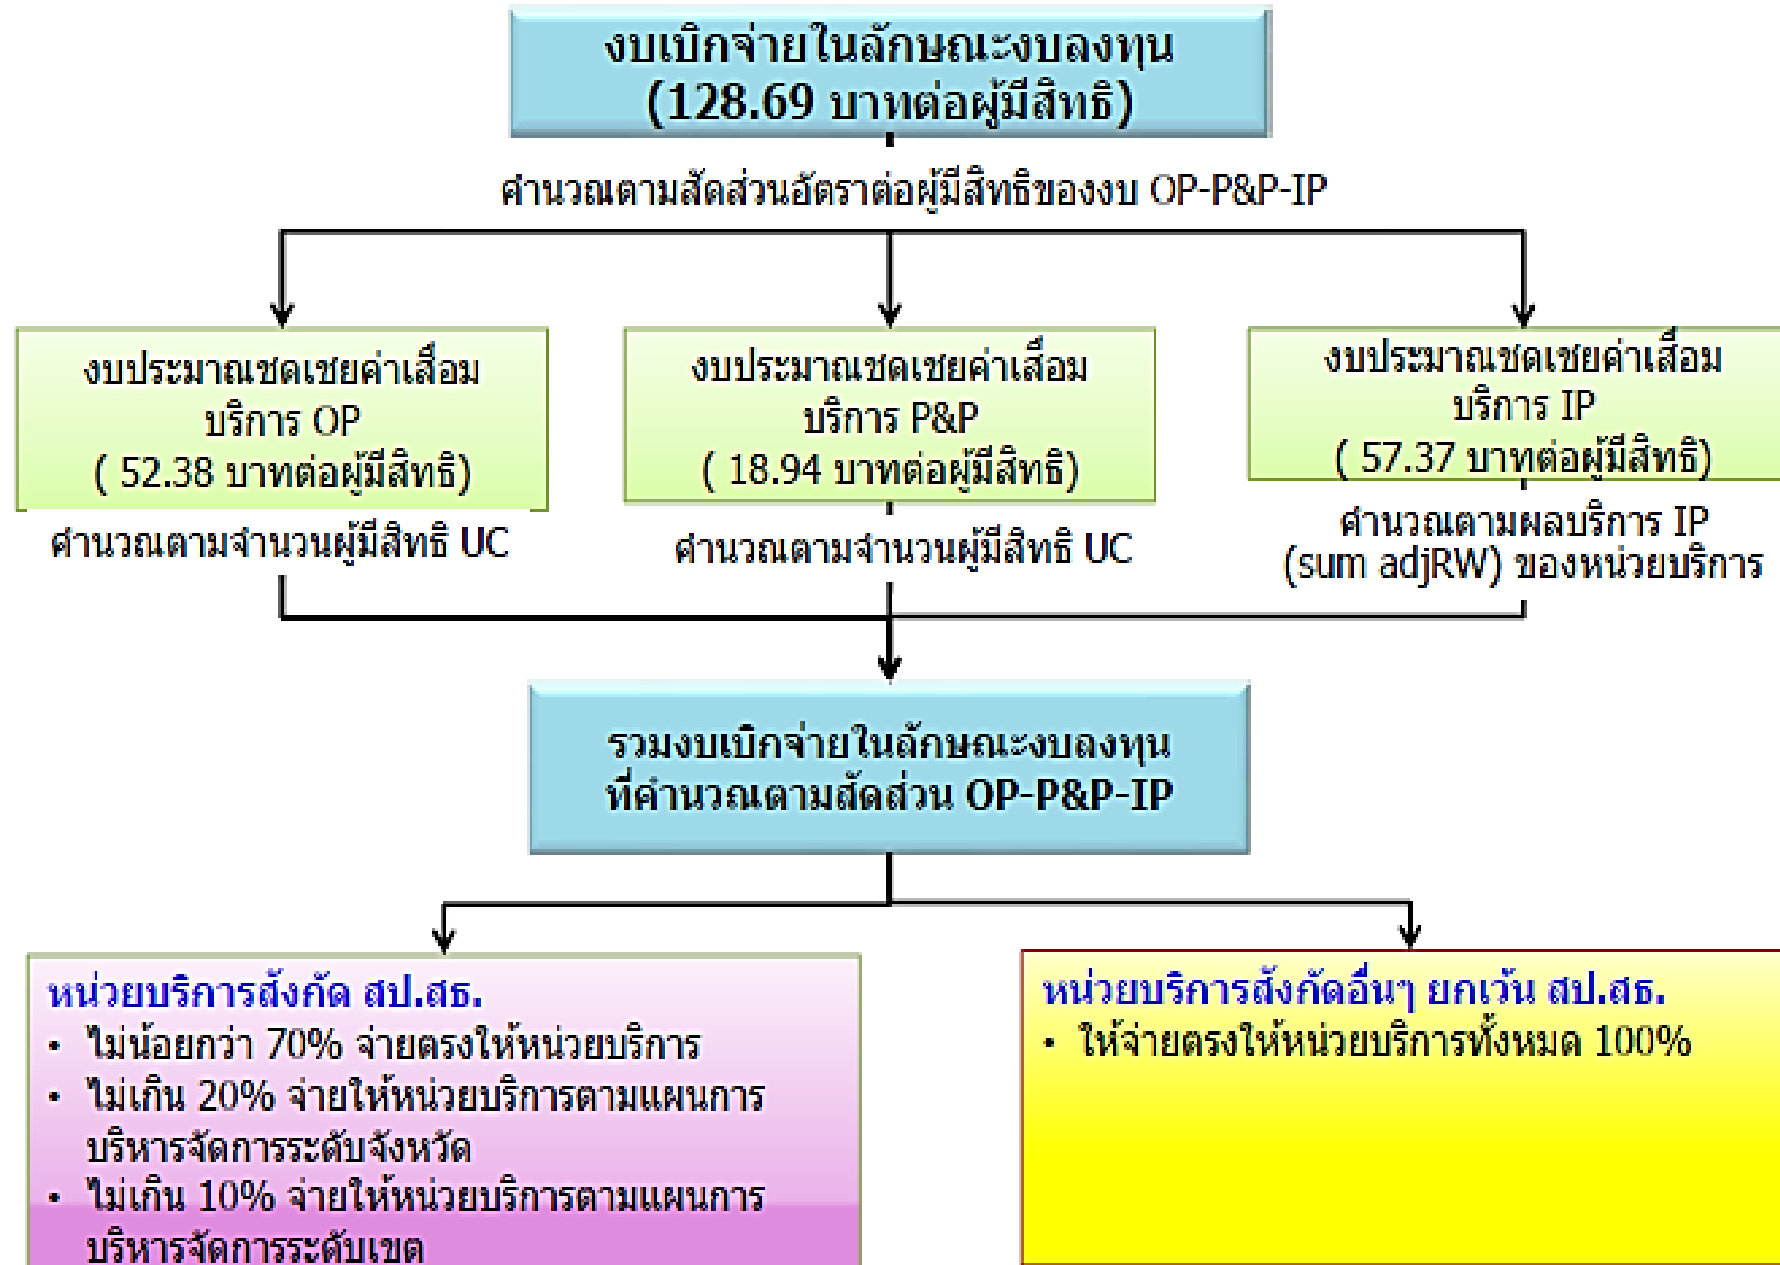 งบเบิกจ่ายในลักษณะงบลงทุน
(128.69 บาทต่อผู้มีสิทธิ)
คำนวณตามสัดส่วนอัตราต่อผู้มีสิทธิของงบ OP-P&P-IP
งบประมาณชดเชยค่าเสื่อม
บริการ OP
( 52.38 บาทต่อผู้มีสิทธิ)
คำนวณตามจำนวนผู้มีสิทธิ UC
งบประมาณชดเชยค่าเสื่อม
บริการ P&P
( 18.94 บาทต่อผู้มีสิทธิ)
คำนวณตามจำนวนผู้มีสิทธิ UC
งบประมาณชดเชยค่าเสื่อม
บริการ IP
( 57.37 บาทต่อผู้มีสิทธิ)
คำนวณตามผลบริการ IP
(sum adjRW) ของหน่วยบริการ
รวมงบเบิกจ่ายในลักษณะงบลงทุน
ที่คำนวณตามสัดส่วน OP-P&P-IP
หน่วยบริการสังกัด สป.สธ.
• ไม่น้อยกว่า 70% จ่ายตรงให้หน่วยบริการ
• ไม่เกิน 20% จ่ายให้หน่วยบริการตามแผนการ
บริหารจัดการระดับจังหวัด
• ไม่เกิน 10% จ่ายให้หน่วยบริการตามแผนการ
บริหารจัดการระดับเขต
หน่วยบริการสังกัดอื่นๆ ยกเว้น สป.สธ.
• ให้จ่ายตรงให้หน่วยบริการทั้งหมด 100%